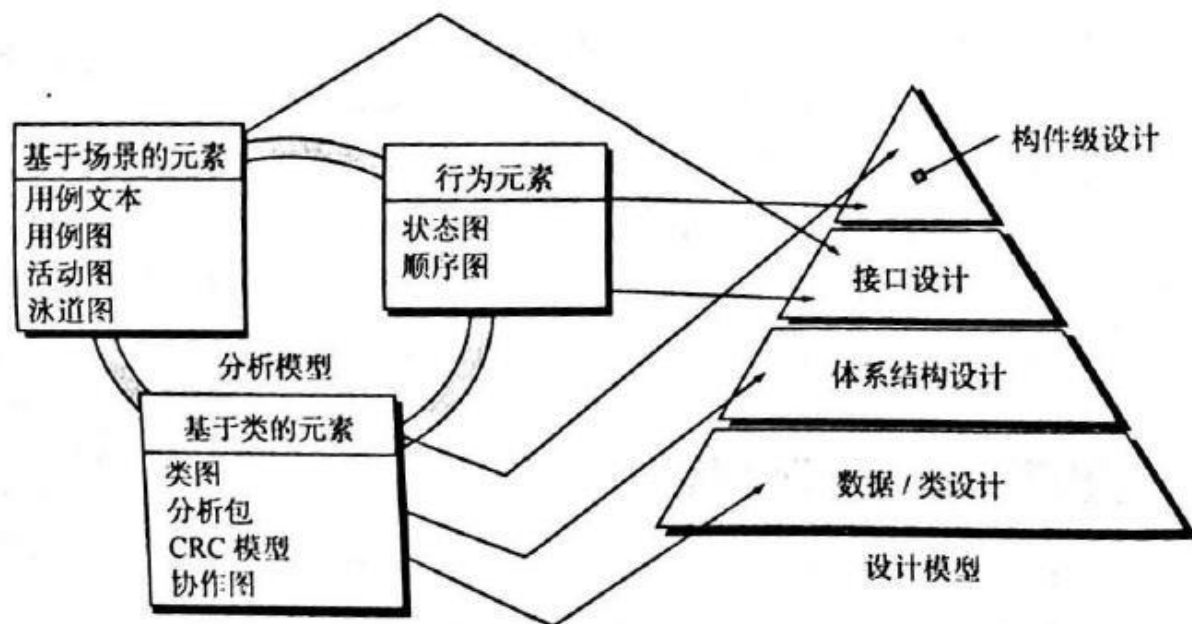 基于场景的元素
用例文本
用例图
活动图
泳道图
行为元素
状态图
顺序图
分析模型
基于类的元素
类图
分析包
CRC 模型
协作图
构件级设计
接口设计
体系结构设计
数据 / 类设计
设计模型